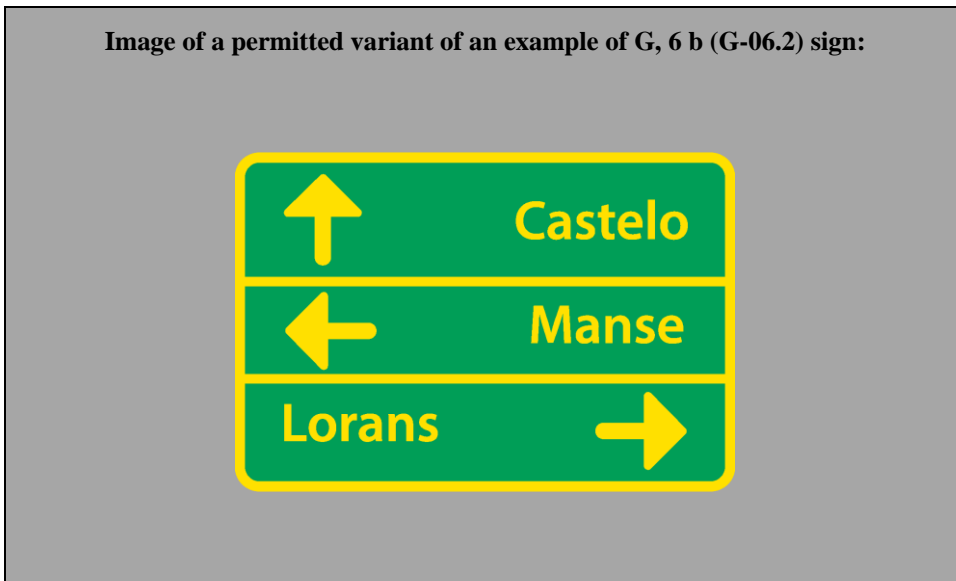 Image of a permitted variant of an example of G, 6 b (G-06.2) sign:
Castelo
Manse
Lorans